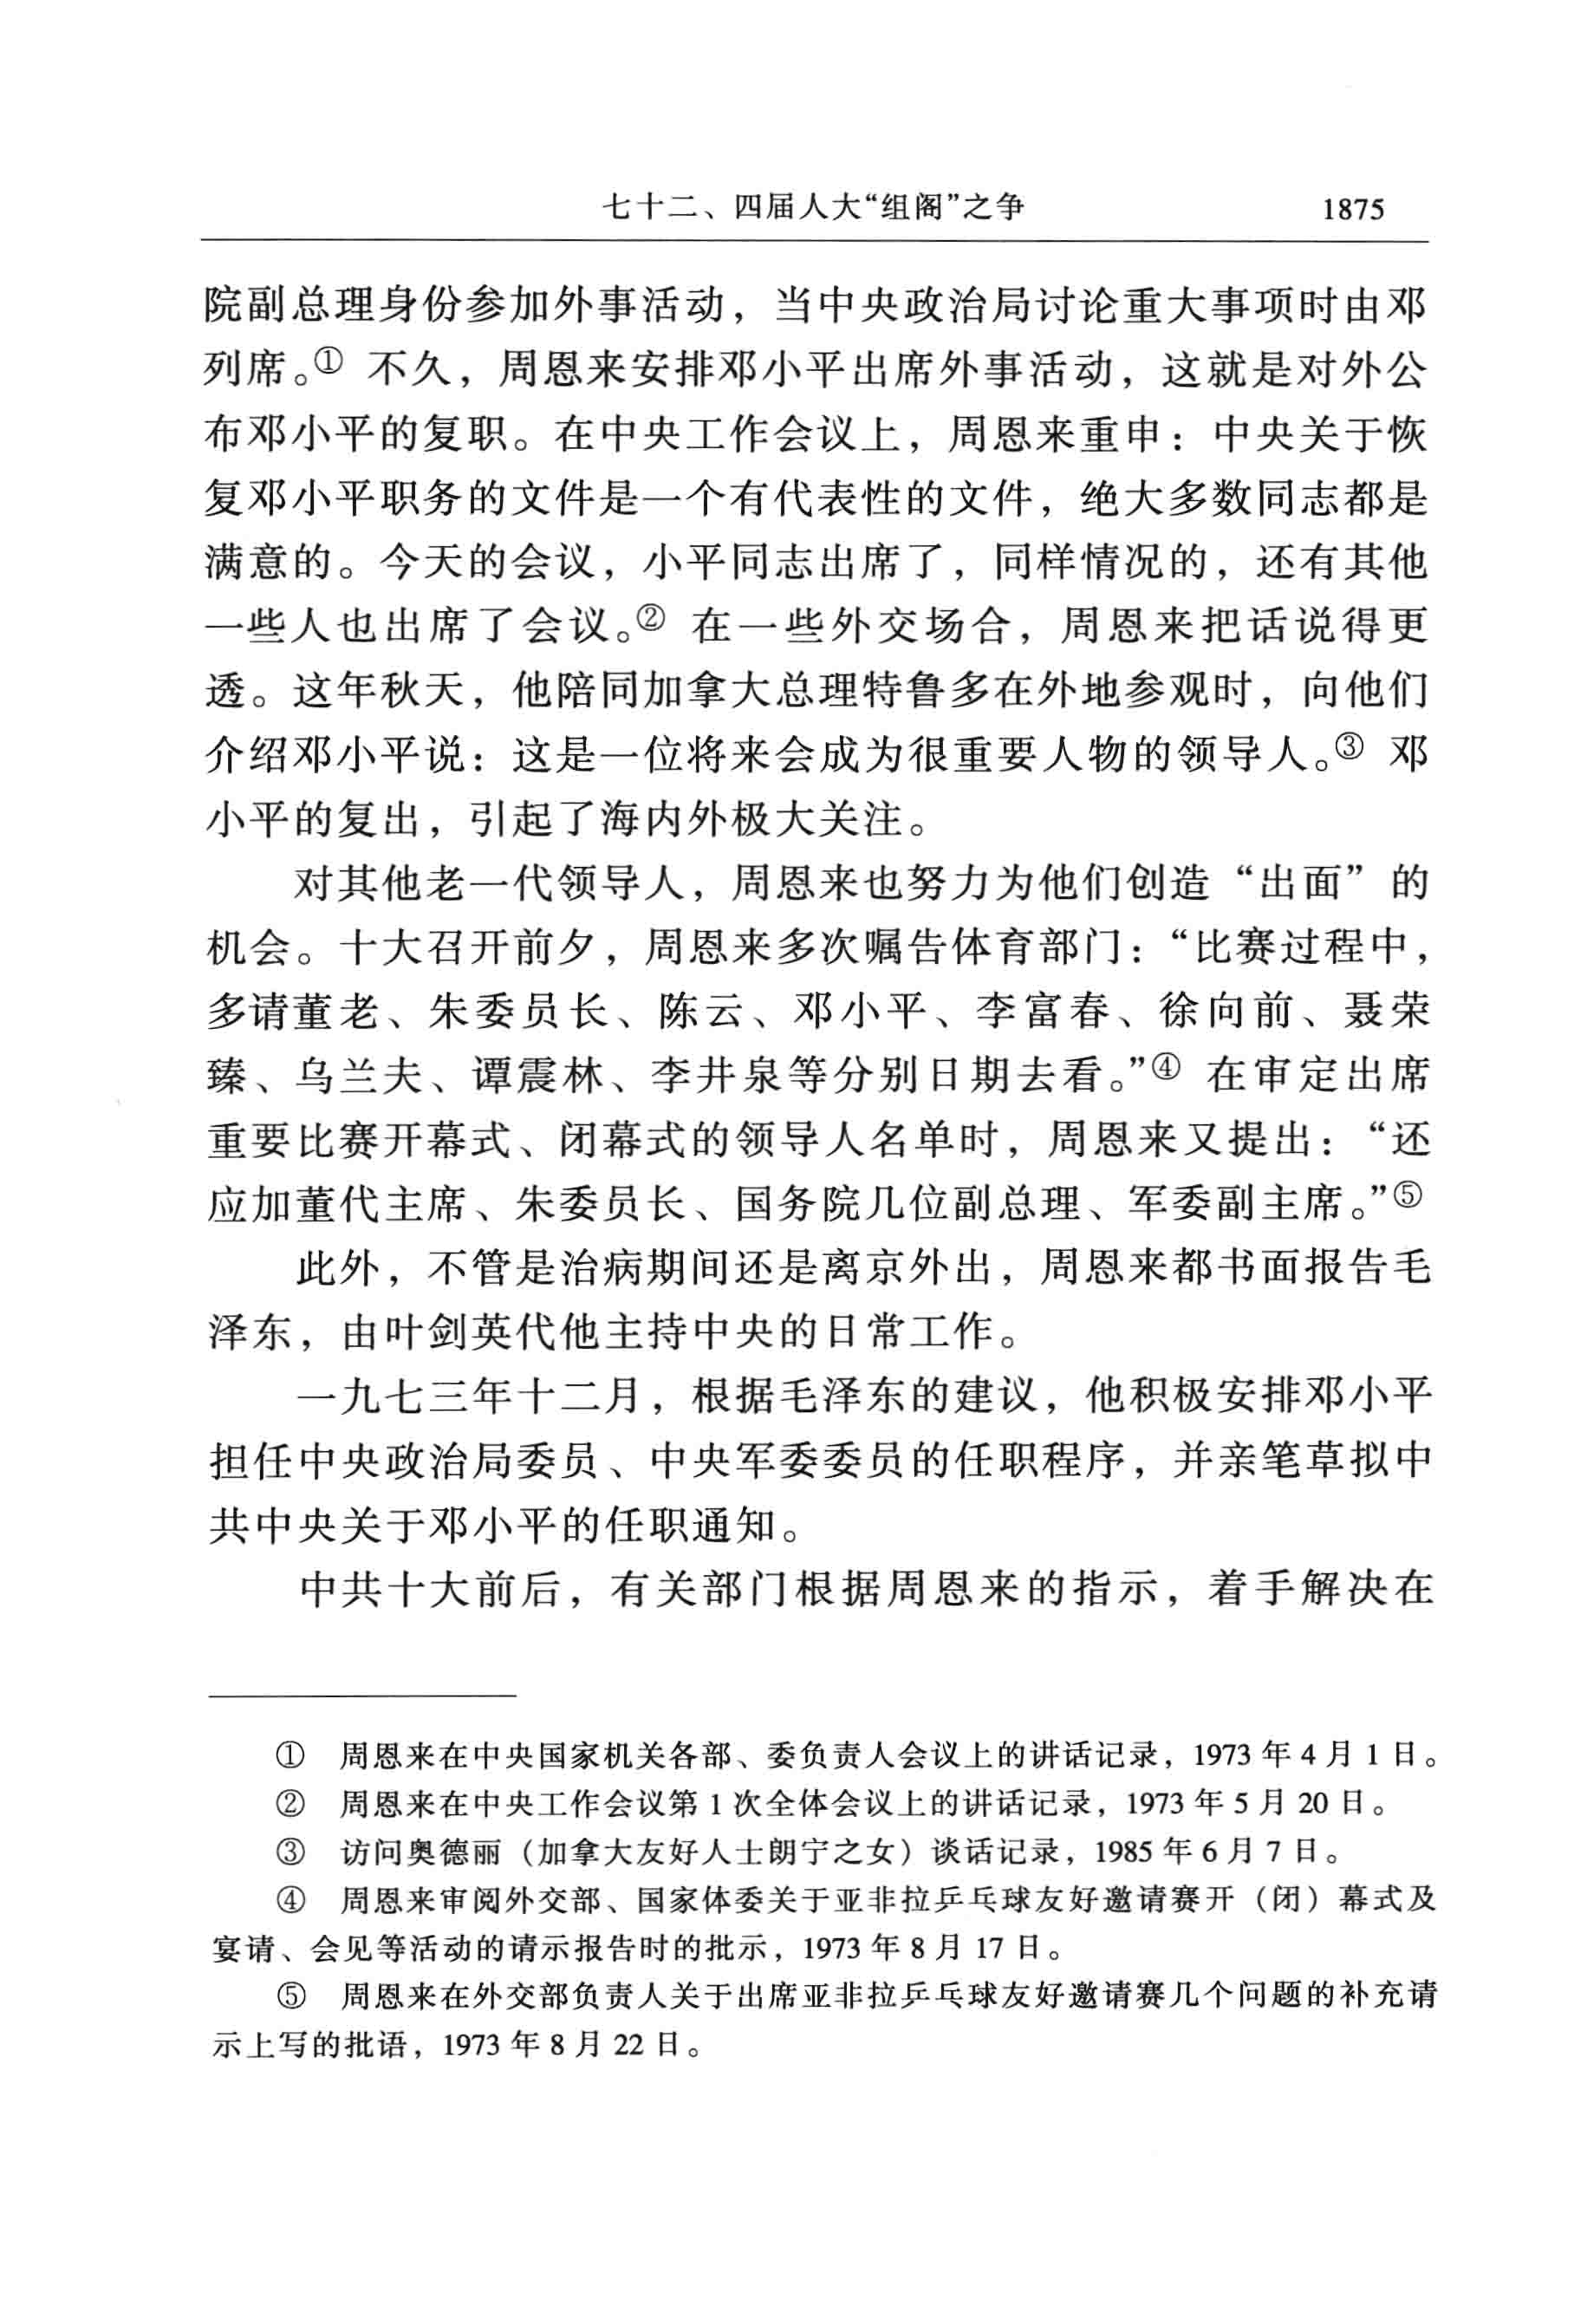 七十二、四届人大“组阁”之争 1875
院副总理身份参加外事活动，当中央政治局讨论重大事项时由邓
列席。① 不久，周恩来安排邓小平出席外事活动，这就是对外公
布邓小平的复职。在中央工作会议上，周恩来重申：中央关于恢
复邓小平职务的文件是一个有代表性的文件，绝大多数同志都是
满意的。今天的会议，小平同志出席了，同样情况的，还有其他
一些人也出席了会议。② 在一些外交场合，周恩来把话说得更
透。这年秋天，他陪同加拿大总理特鲁多在外地参观时，向他们
介绍邓小平说：这是一位将来会成为很重要人物的领导人。③ 邓
小平的复出，引起了海内外极大关注。
对其他老一代领导人，周恩来也努力为他们创造“出面”的
机会。十大召开前夕，周恩来多次嘱告体育部门：“比赛过程中，
多请董老、朱委员长、陈云、邓小平、李富春、徐向前、聂荣
臻、乌兰夫、谭震林、李井泉等分别日期去看。”④ 在审定出席
重要比赛开幕式、闭幕式的领导人名单时，周恩来又提出：“还
应加董代主席、朱委员长、国务院几位副总理、军委副主席。”⑤
此外，不管是治病期间还是离京外出，周恩来都书面报告毛
泽东，由叶剑英代他主持中央的日常工作。
一九七三年十二月，根据毛泽东的建议，他积极安排邓小平
担任中央政治局委员、中央军委委员的任职程序，并亲笔草拟中
共中央关于邓小平的任职通知。
中共十大前后，有关部门根据周恩来的指示，着手解决在
① 周恩来在中央国家机关各部、委负责人会议上的讲话记录，1973 年 4 月 1 日。
② 周恩来在中央工作会议第 1 次全体会议上的讲话记录，1973 年 5 月 20 日。
③ 访问奥德丽（加拿大友好人士朗宁之女）谈话记录，1985 年 6 月 7 日。
④ 周恩来审阅外交部、国家体委关于亚非拉乒乓球友好邀请赛开（闭）幕式及
宴请、会见等活动的请示报告时的批示，1973 年 8 月 17 日。
⑤ 周恩来在外交部负责人关于出席亚非拉乒乓球友好邀请赛几个问题的补充请
示上写的批语，1973 年 8 月 22 日。